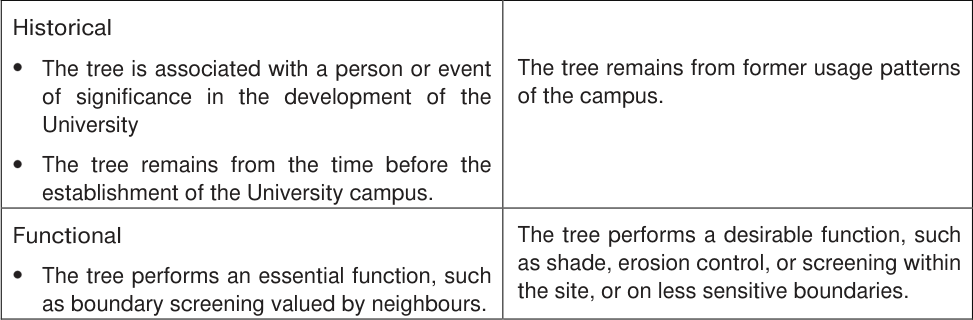 Historical
• The tree is associated with a person or event
of significance in the development of the
University
• The tree remains from the time before the
establishment of the University campus.
The tree remains from former usage patterns
of the campus.
Functional
• The tree performs an essential function, such
as boundary screening valued by neighbours.
The tree performs a desirable function, such
as shade, erosion control, or screening within
the site, or on less sensitive boundaries.